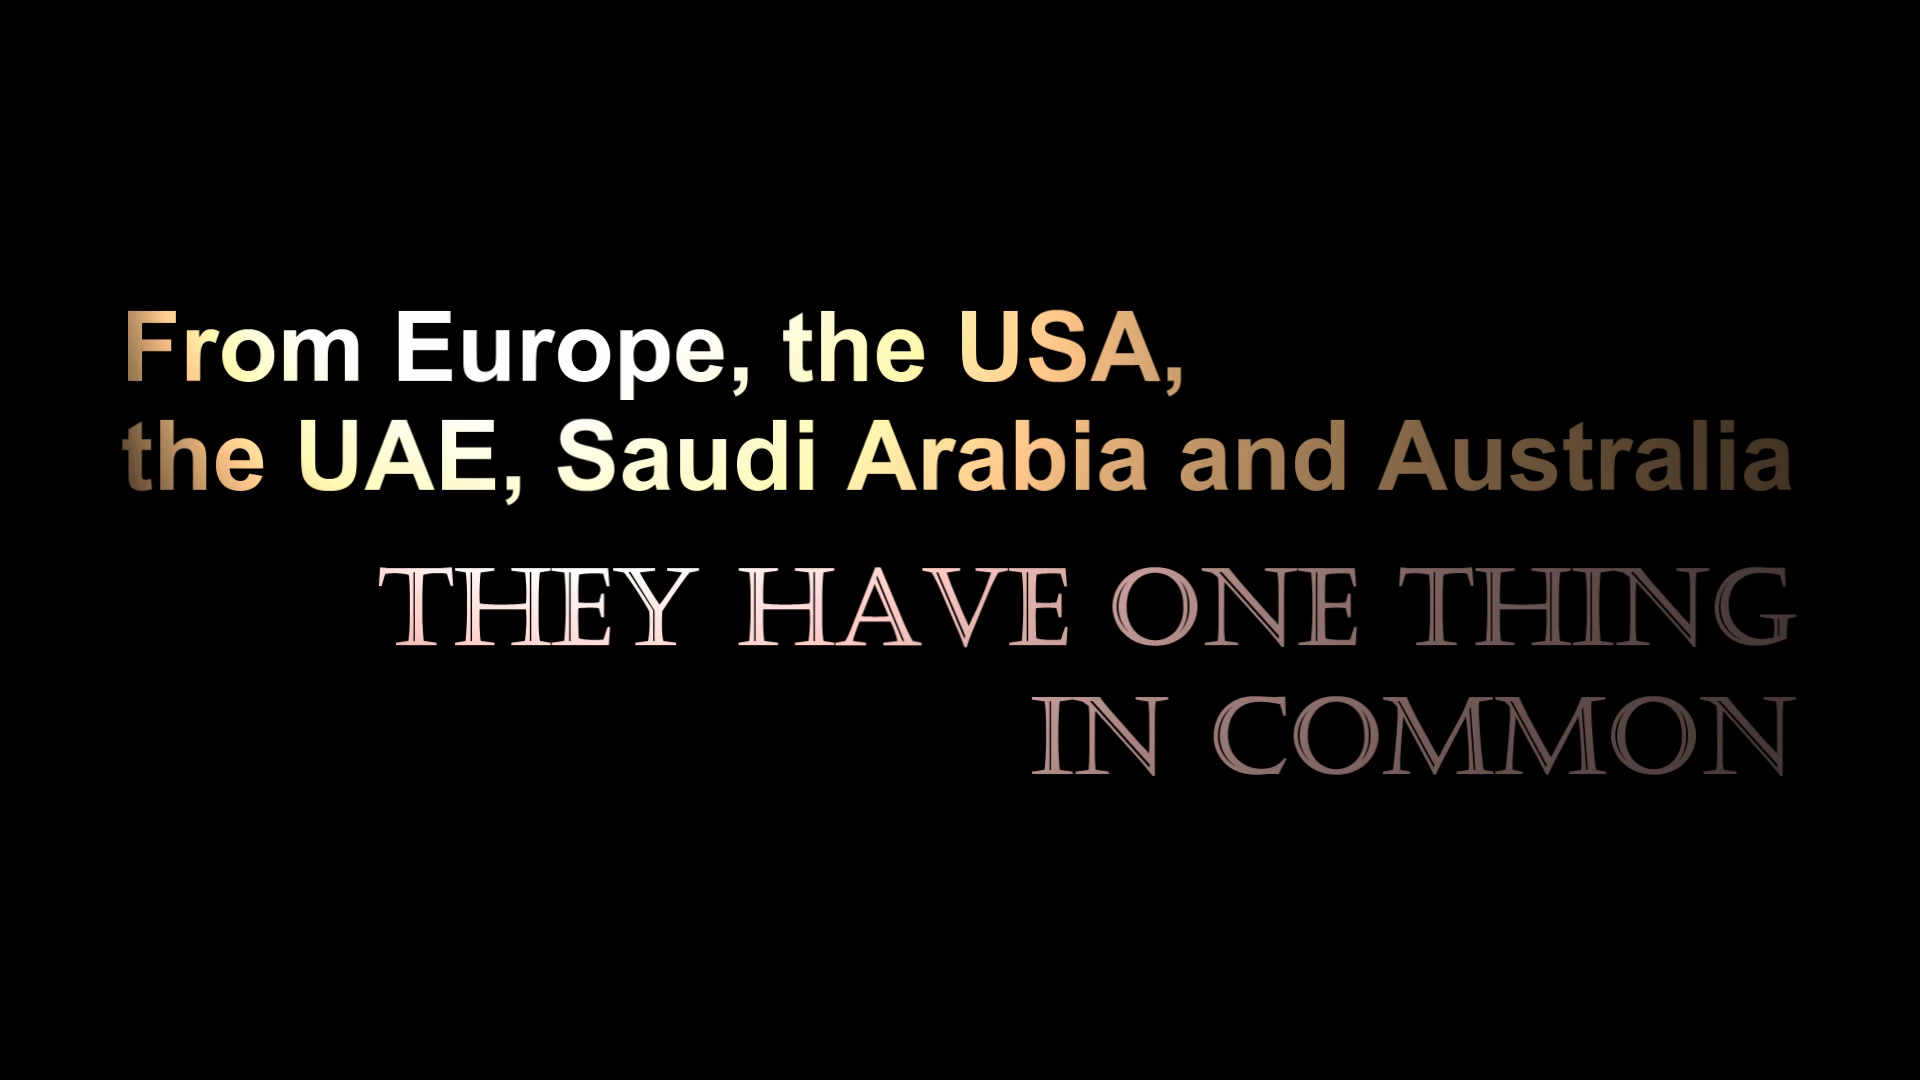 From Europe, the USA,
the UAE, Saudi Arabia and Australia
THEY HAVE ONE THING
IN COMMON